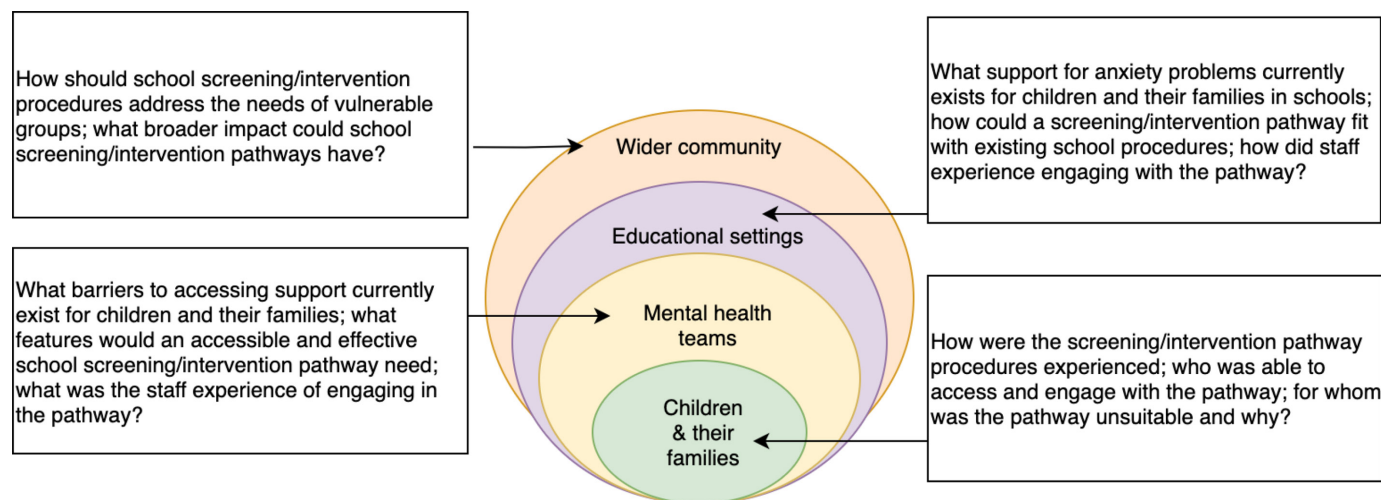 How should school screening/intervention
procedures address the needs of vulnerable
groups; what broader impact could school
screening/intervention pathways have?
What barriers to accessing support currently
exist for children and their families; what
features would an accessible and effective
school screening/intervention pathway need;
what was the staff experience of engaging in
the pathway?
Wider community
Educational settings
Mental health
teams
Children
& their
families
What support for anxiety problems currently
exists for children and their families in schools;
how could a screening/intervention pathway fit
with existing school procedures; how did staff
experience engaging with the pathway?
How were the screening/intervention pathway
procedures experienced; who was able to
access and engage with the pathway; for whom
was the pathway unsuitable and why?